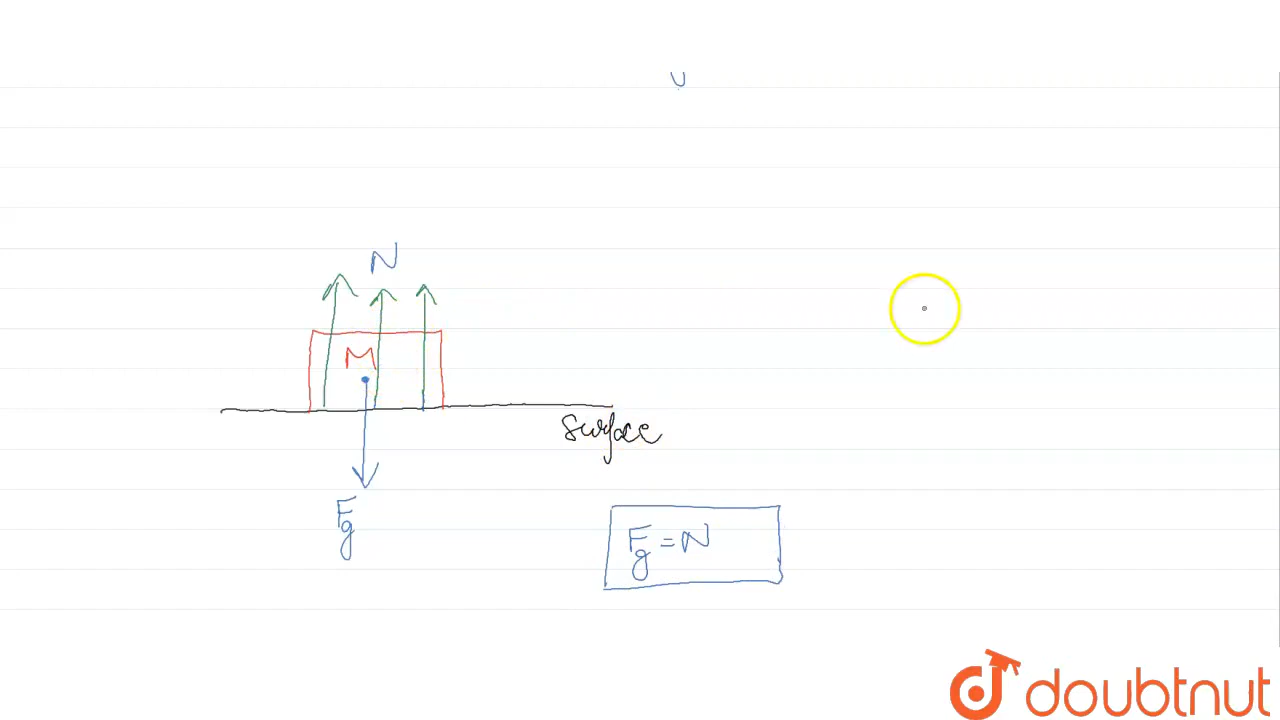 N
M
Surface
Fg
Fg = N
doubtnut